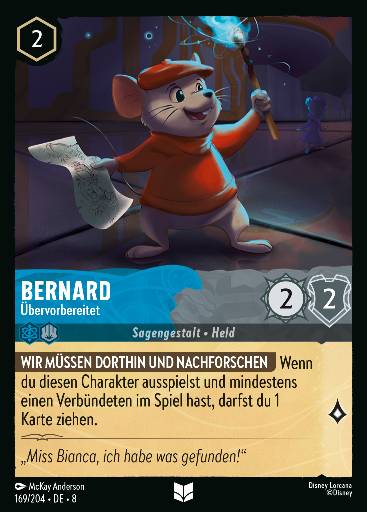 2
BERNARD
Übervorbereitet
2
2
Sagengestalt • Held
WIR MÜSSEN DORTHIN UND NACHFORSCHEN Wenn
du diesen Charakter ausspielst und mindestens
einen Verbündeten im Spiel hast, darfst du 1
Karte ziehen.
„Miss Bianca, ich habe was gefunden!“
McKay Anderson
169/204 • DE • 8
Disney Lorcana
©Disney